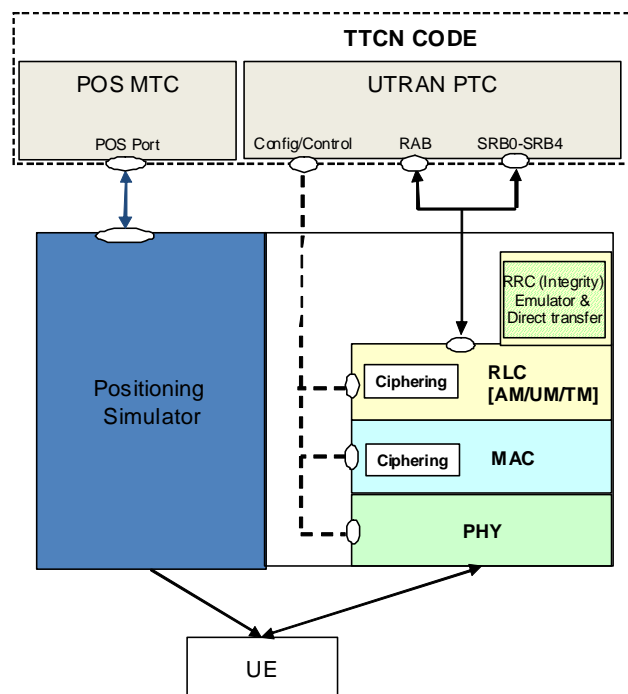 TTCN CODE
POS MTC
UTRAN PTC
POS Port
Config/Control
RAB
SRB0-SRB4
RRC (Integrity)
Emulator &
Direct transfer
Positioning
Simulator
Ciphering
RLC
[AM/UM/TM]
Ciphering
MAC
PHY
UE